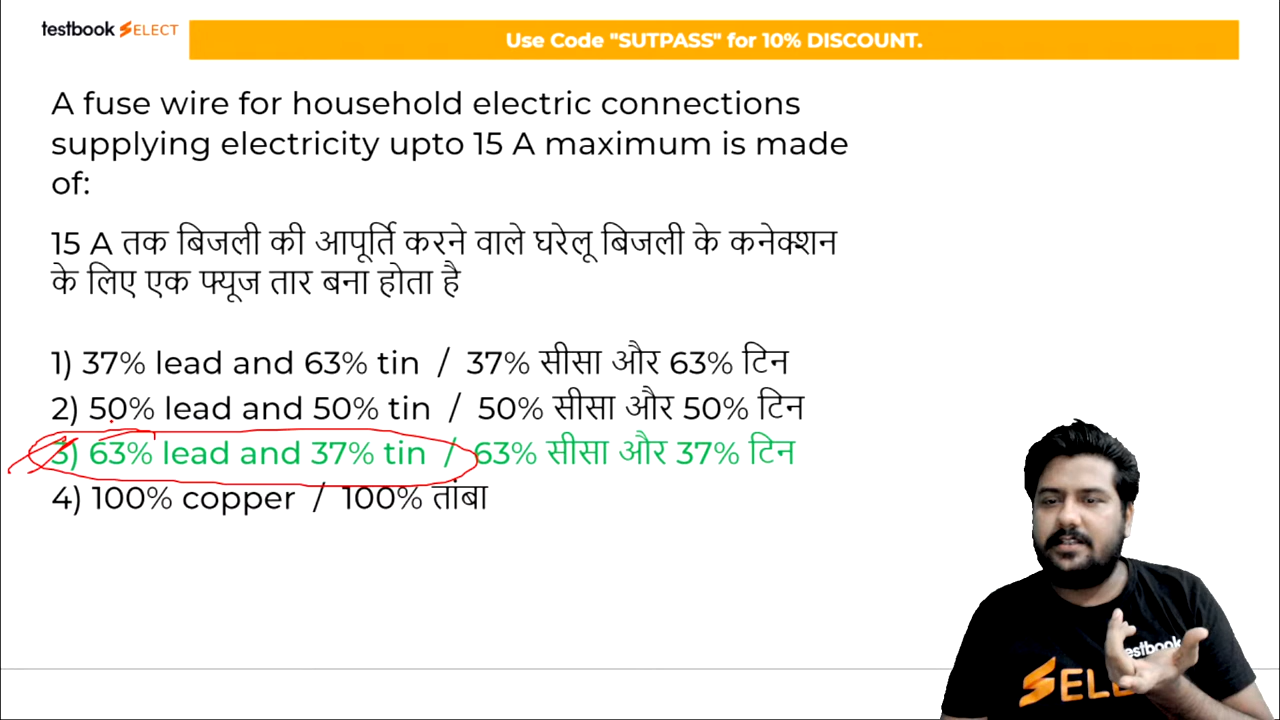 testbook SELECT
Use Code "SUTPASS" for 10% DISCOUNT.
A fuse wire for household electric connections
supplying electricity upto 15 A maximum is made
of:
15 A तक बिजली की आपूर्ति करने वाले घरेलू बिजली के कनेक्शन
के लिए एक फ्यूज तार बना होता है
1) 37% lead and 63% tin / 37% सीसा और 63% टिन
2) 50% lead and 50% tin / 50% सीसा और 50% टिन
3) 63% lead and 37% tin / 63% सीसा और 37% टिन
4) 100% copper / 100% तांबा